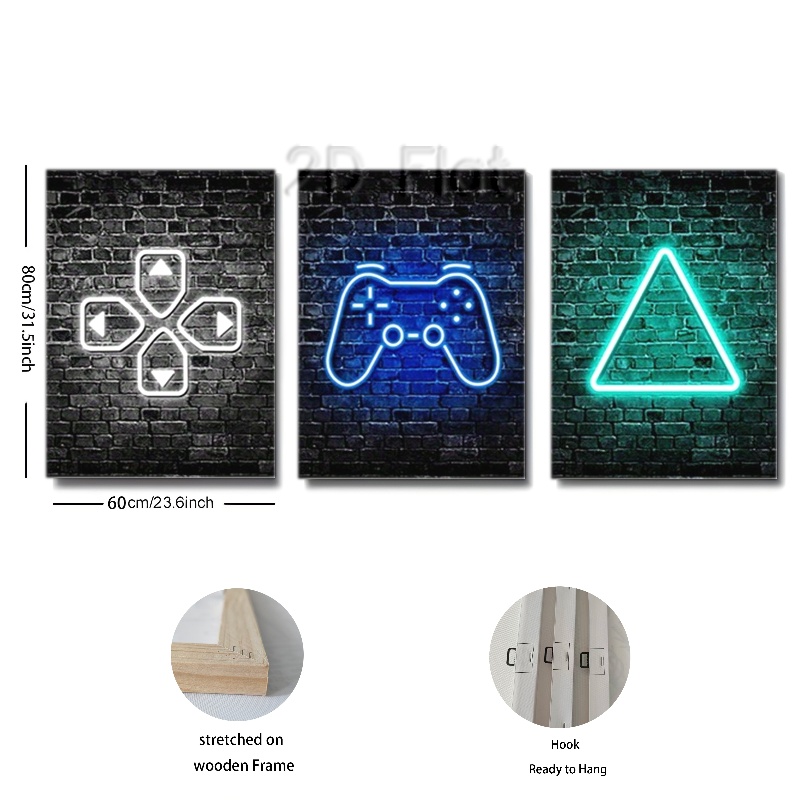 2D Flat
80cm/31.5inch
60cm/23.6inch
stretched on
wooden Frame
Hook
Ready to Hang